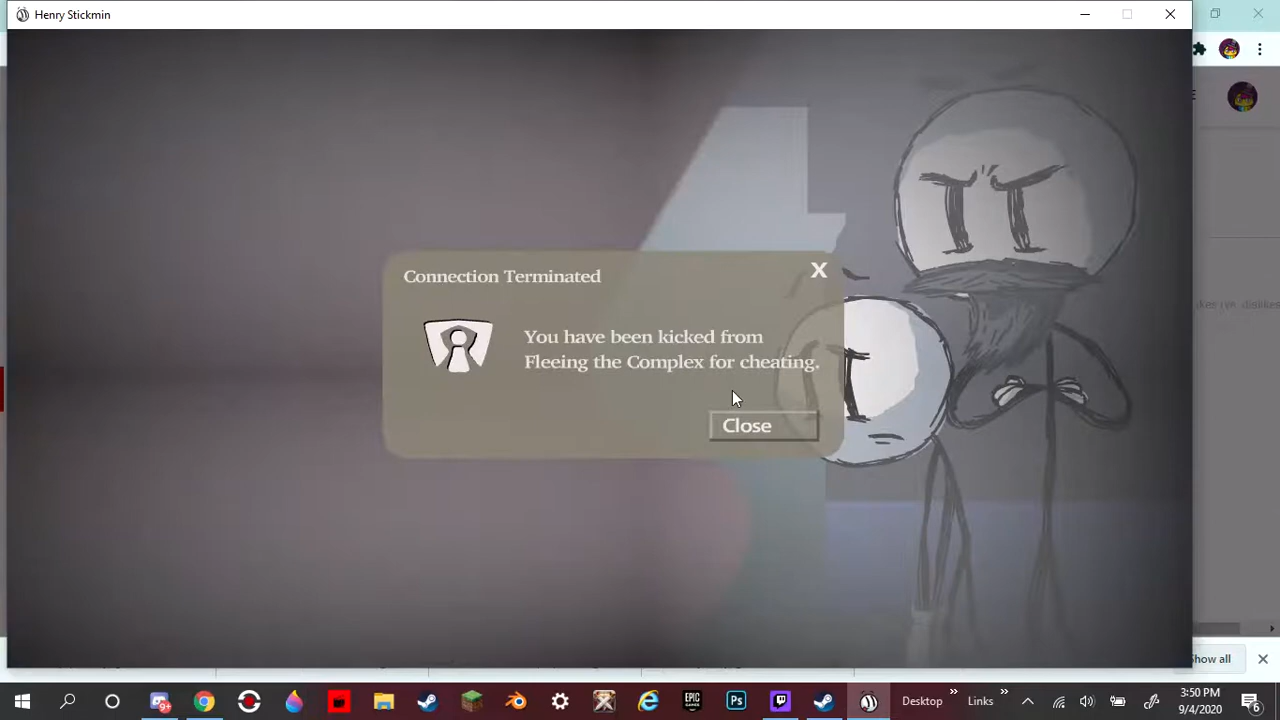 Henry Stickmin
Connection Terminated
X
You have been kicked from
Fleeing the Complex for cheating.
Close
Show all
Desktop
Links
3:50 PM
9/4/2020
6